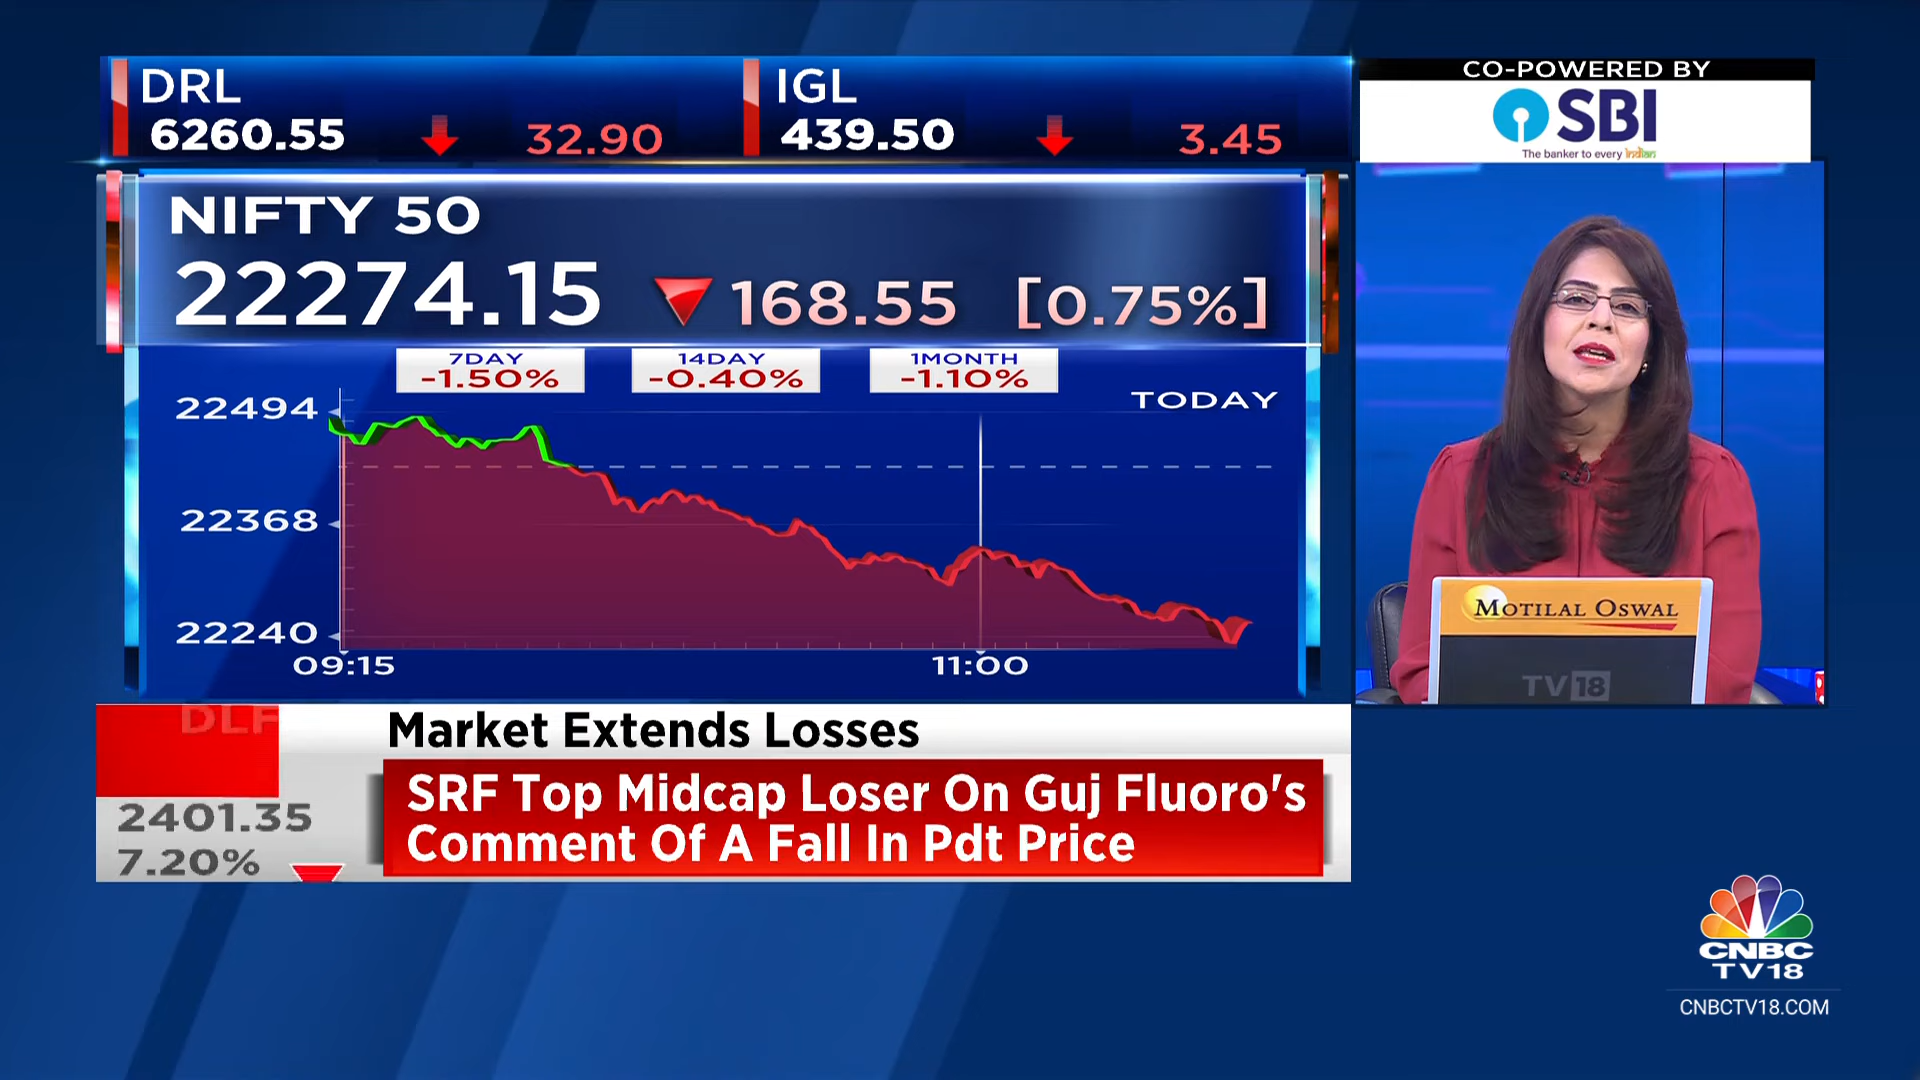 DRL
6260.55 32.90
IGL
439.50 3.45
CO-POWERED BY
SBI
The banker to every indian
NIFTY 50
22274.15 168.55 [0.75%]
7DAY
-1.50%
14DAY
-0.40%
1MONTH
-1.10%
TODAY
22494
22368
22240
09:15 11:00
MOTILAL OSWAL
TV18
DLF
2401.35
7.20%
Market Extends Losses
SRF Top Midcap Loser On Guj Fluoro's
Comment Of A Fall In Pdt Price
CNBC
TV18
CNBCTV18.COM